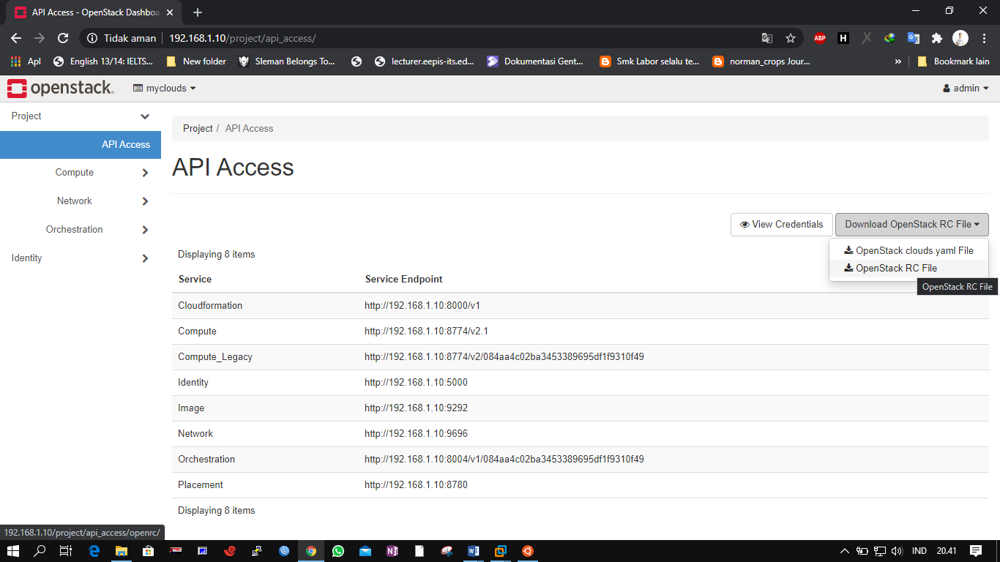 API Access - OpenStack Dashboa
Tidak aman
192.168.1.10/project/api_access/
ABP
H
Apl
English 13/14: IELTS...
New folder
Sleman Belongs To...
lecturer.eepis-its.ed...
Dokumentasi Gent...
Smk Labor selalu te...
norman_crops Jour...
»
Bookmark lain
openstack.
myclouds
admin
Project
API Access
Compute
Network
Orchestration
Identity
Project / API Access
API Access
View Credentials
Download OpenStack RC File
OpenStack clouds.yaml File
OpenStack RC File
OpenStack RC File
Displaying 8 items
Service Service Endpoint
Cloudformation http://192.168.1.10:8000/v1
Compute http://192.168.1.10:8774/v2.1
Compute_Legacy http://192.168.1.10:8774/v2/084aa4c02ba3453389695df1f9310f49
Identity http://192.168.1.10:5000
Image http://192.168.1.10:9292
Network http://192.168.1.10:9696
Orchestration http://192.168.1.10:8004/v1/084aa4c02ba3453389695df1f9310f49
Placement http://192.168.1.10:8780
Displaying 8 items
192.168.1.10/project/api_access/openrc/
IND
20.41